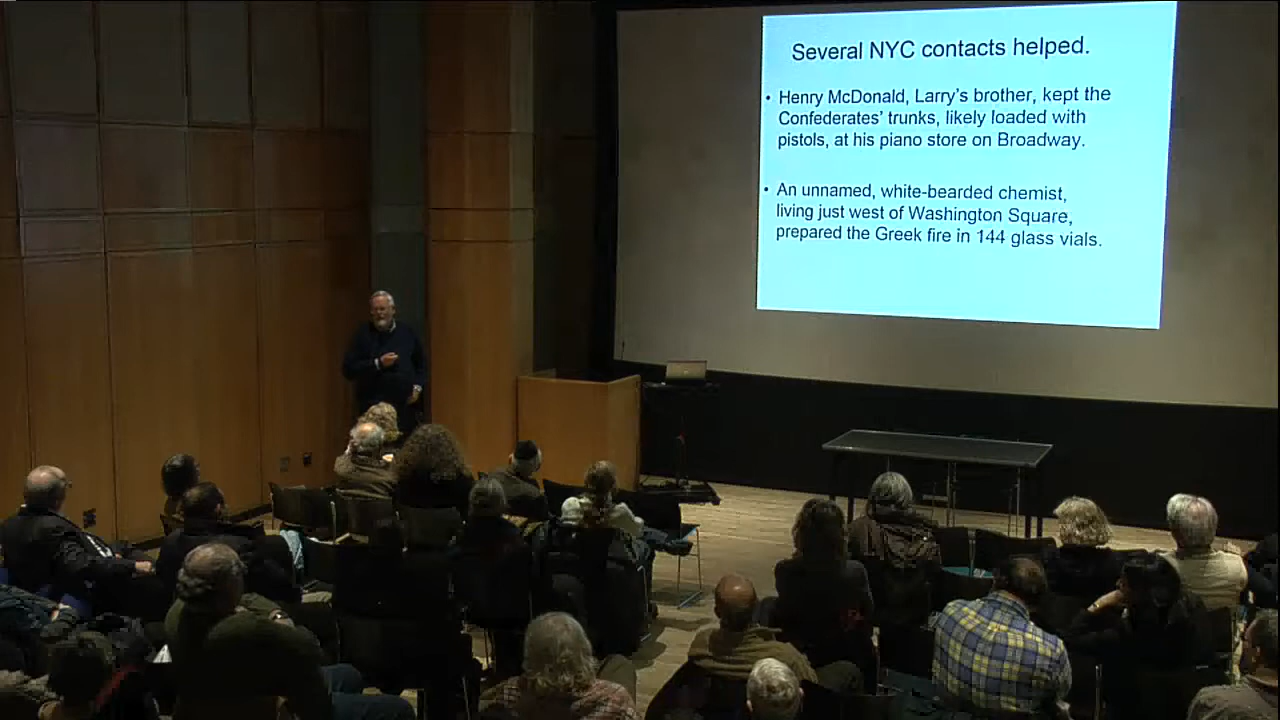 Several NYC contacts helped.
• Henry McDonald, Larry's brother, kept the
Confederates' trunks, likely loaded with
pistols, at his piano store on Broadway.
• An unnamed, white-bearded chemist,
living just west of Washington Square,
prepared the Greek fire in 144 glass vials.